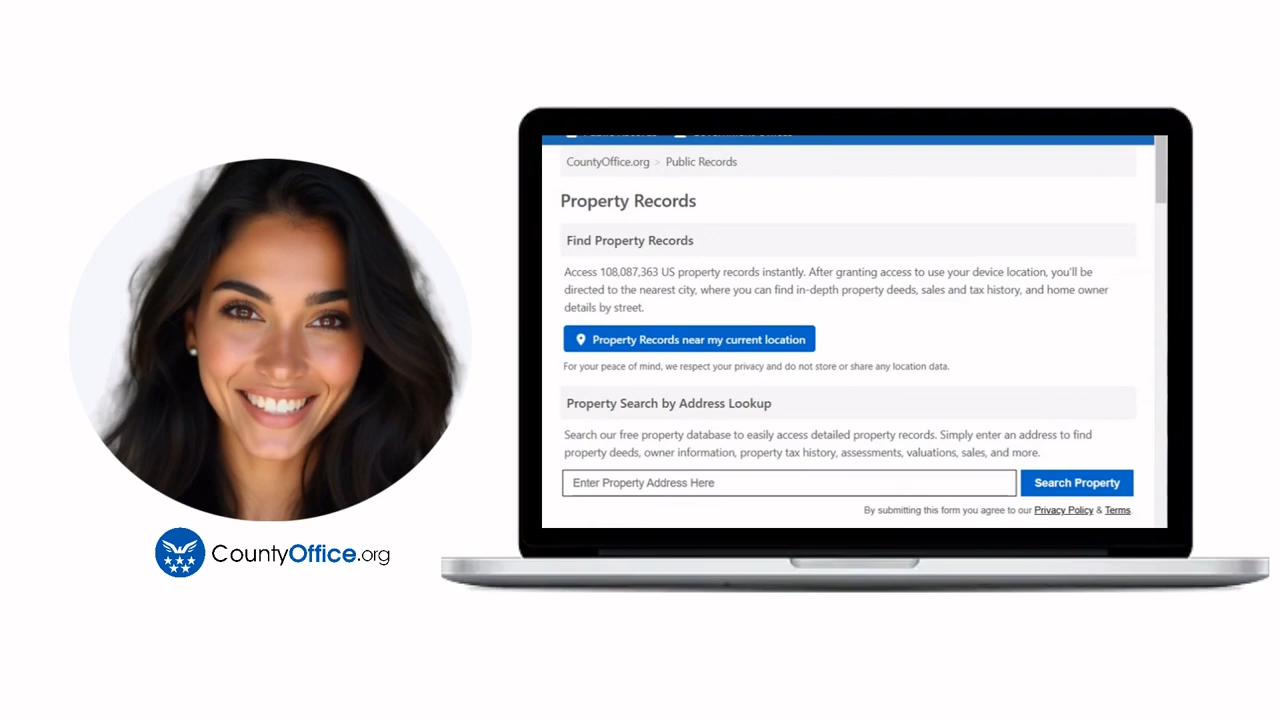 CountyOffice.org > Public Records
Property Records
Find Property Records
Access 108,087,363 US property records instantly. After granting access to use your device location, you'll be
directed to the nearest city, where you can find in-depth property deeds, sales and tax history, and home owner
details by street.
Property Records near my current location
For your peace of mind, we respect your privacy and do not store or share any location data.
Property Search by Address Lookup
Search our free property database to easily access detailed property records. Simply enter an address to find
property deeds, owner information, property tax history, assessments, valuations, sales, and more.
Enter Property Address Here
Search Property
By submitting this form you agree to our Privacy Policy & Terms.
CountyOffice.org